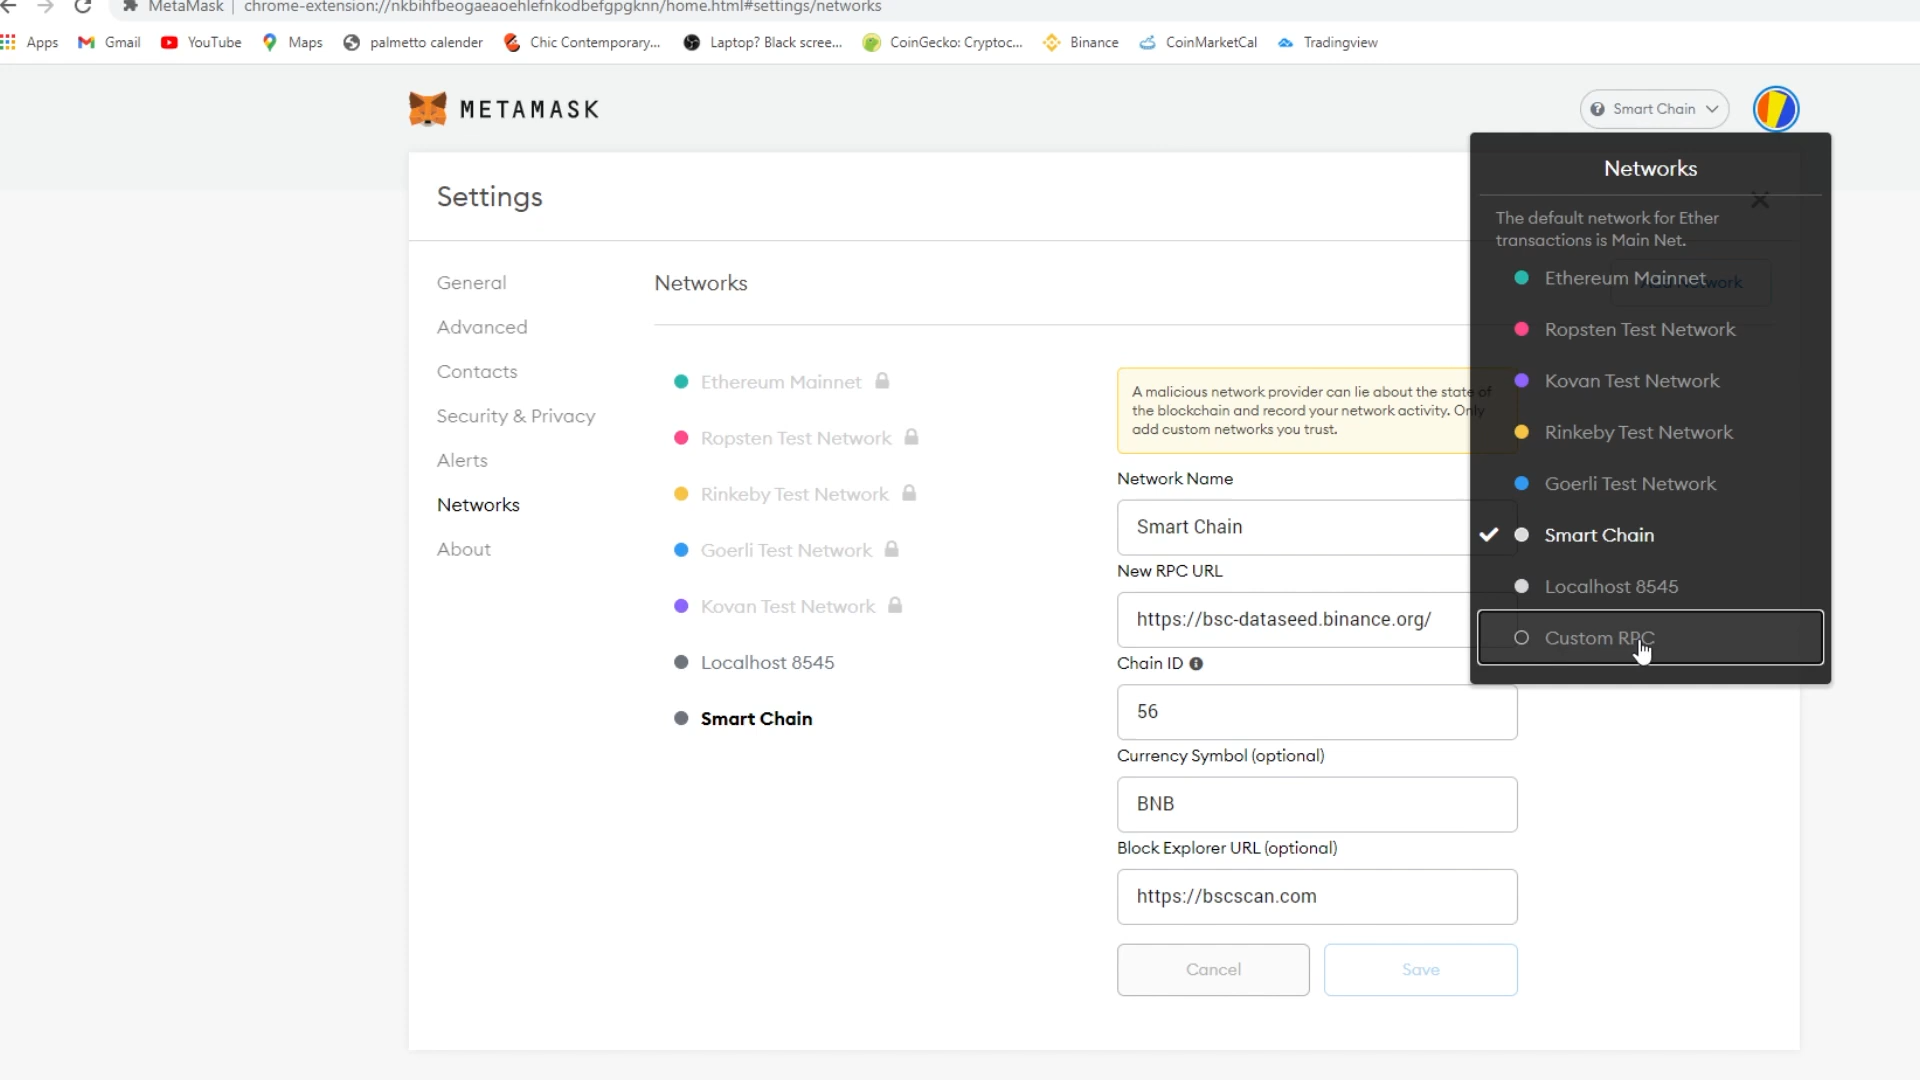 MetaMask | chrome-extension://nkbihfbeogaeaoehlefnkodbefgpgknn/home.html#settings/networks
Apps Gmail YouTube Maps palmetto calender Chic Contemporary... Laptop? Black scree... CoinGecko: Cryptoc... Binance CoinMarketCal Tradingview
METAMASK
Smart Chain
Settings
General
Advanced
Contacts
Security & Privacy
Alerts
Networks
About
Networks
Ethereum Mainnet
Ropsten Test Network
Rinkeby Test Network
Goerli Test Network
Kovan Test Network
Localhost 8545
Smart Chain
A malicious network provider can lie about the state of
the blockchain and record your network activity. Only
add custom networks you trust.
Network Name
Smart Chain
New RPC URL
https://bsc-dataseed.binance.org/
Chain ID
56
Currency Symbol (optional)
BNB
Block Explorer URL (optional)
https://bscscan.com
Cancel Save
Networks
The default network for Ether
transactions is Main Net.
Ethereum Mainnet
Add Network
Ropsten Test Network
Kovan Test Network
Rinkeby Test Network
Goerli Test Network
Smart Chain
Localhost 8545
Custom RPC